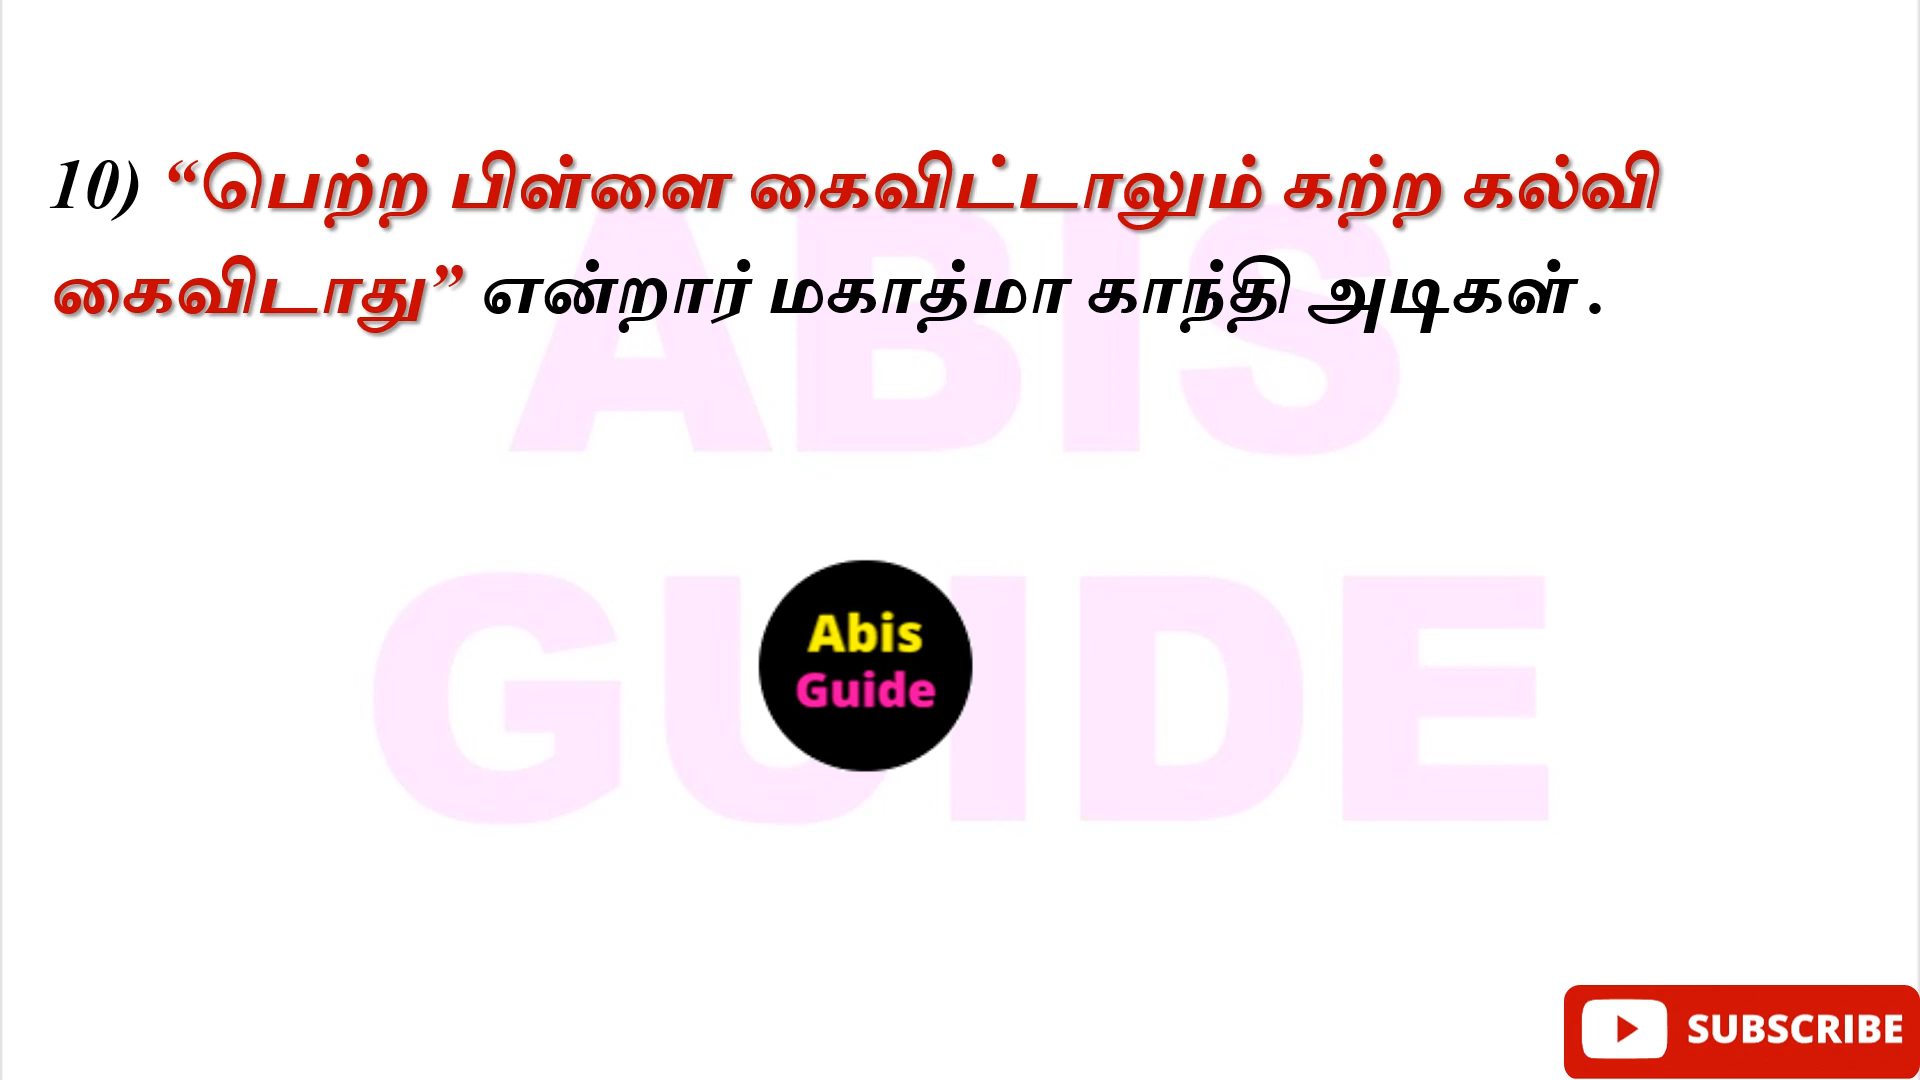 10) “பெற்ற பிள்ளை கைவிட்டாலும் கற்ற கல்வி
கைவிடாது” என்றார் மகாத்மா காந்தி அடிகள்.
ABIS
GUIDE
Abis
Guide
SUBSCRIBE